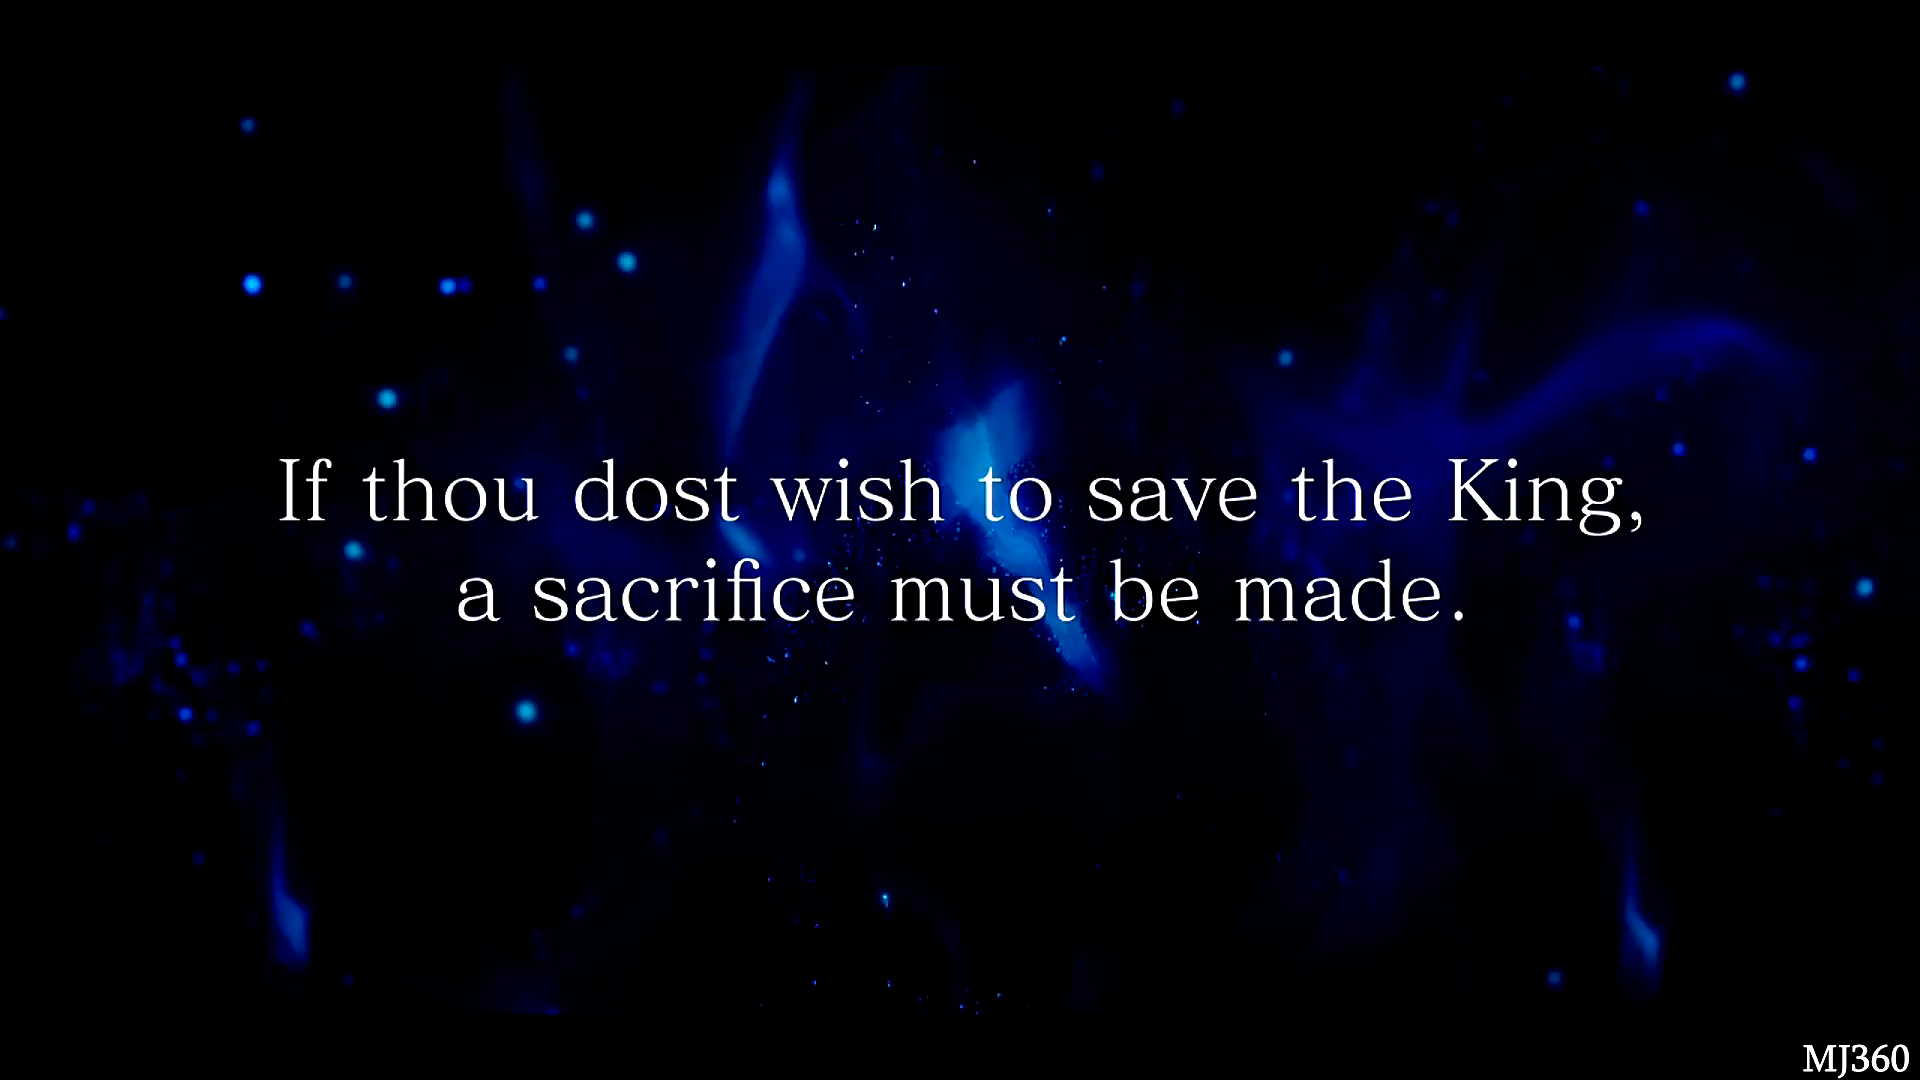 If thou dost wish to save the King,
a sacrifice must be made.
MJ360